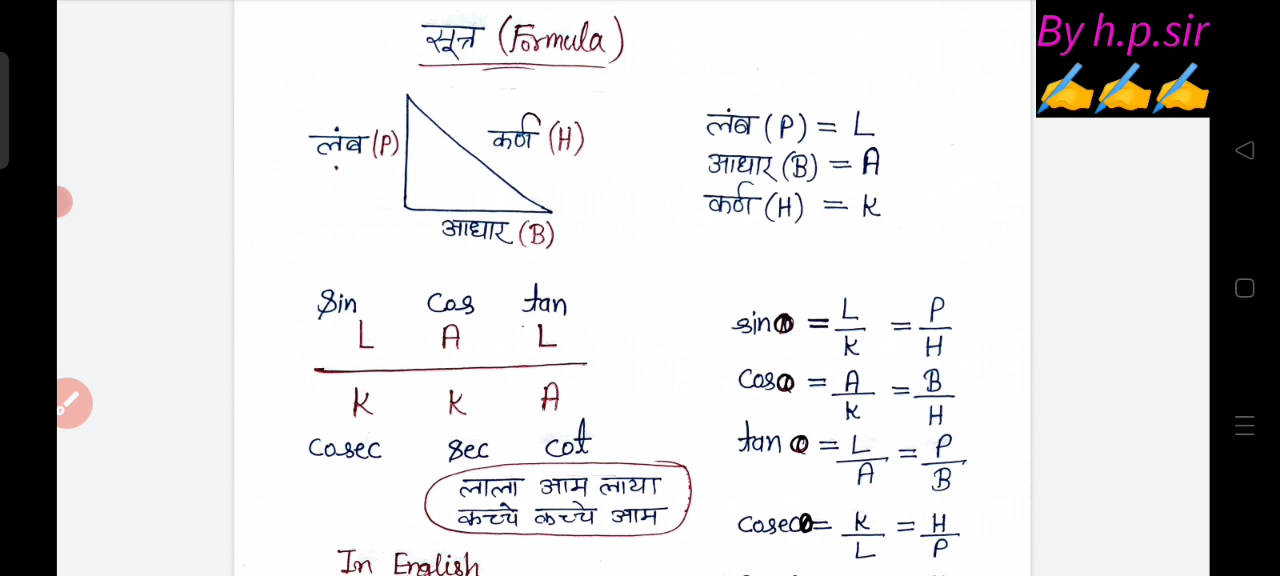 By h.p.sir
✍✍✍
सूत्र (Formula)
लंब (P)
कर्ण (H)
आधार (B)
लंब (P) = L
आधार (B) = A
कर्ण (H) = K
sin cos tan
L A L
K K A
cosec sec cot
लाला आम लाया
कच्चे कच्चे आम
In English
sinθ = L/K = P/H
cosθ = A/K = B/H
tanθ = L/A = P/B
cosecθ = K/L = H/P